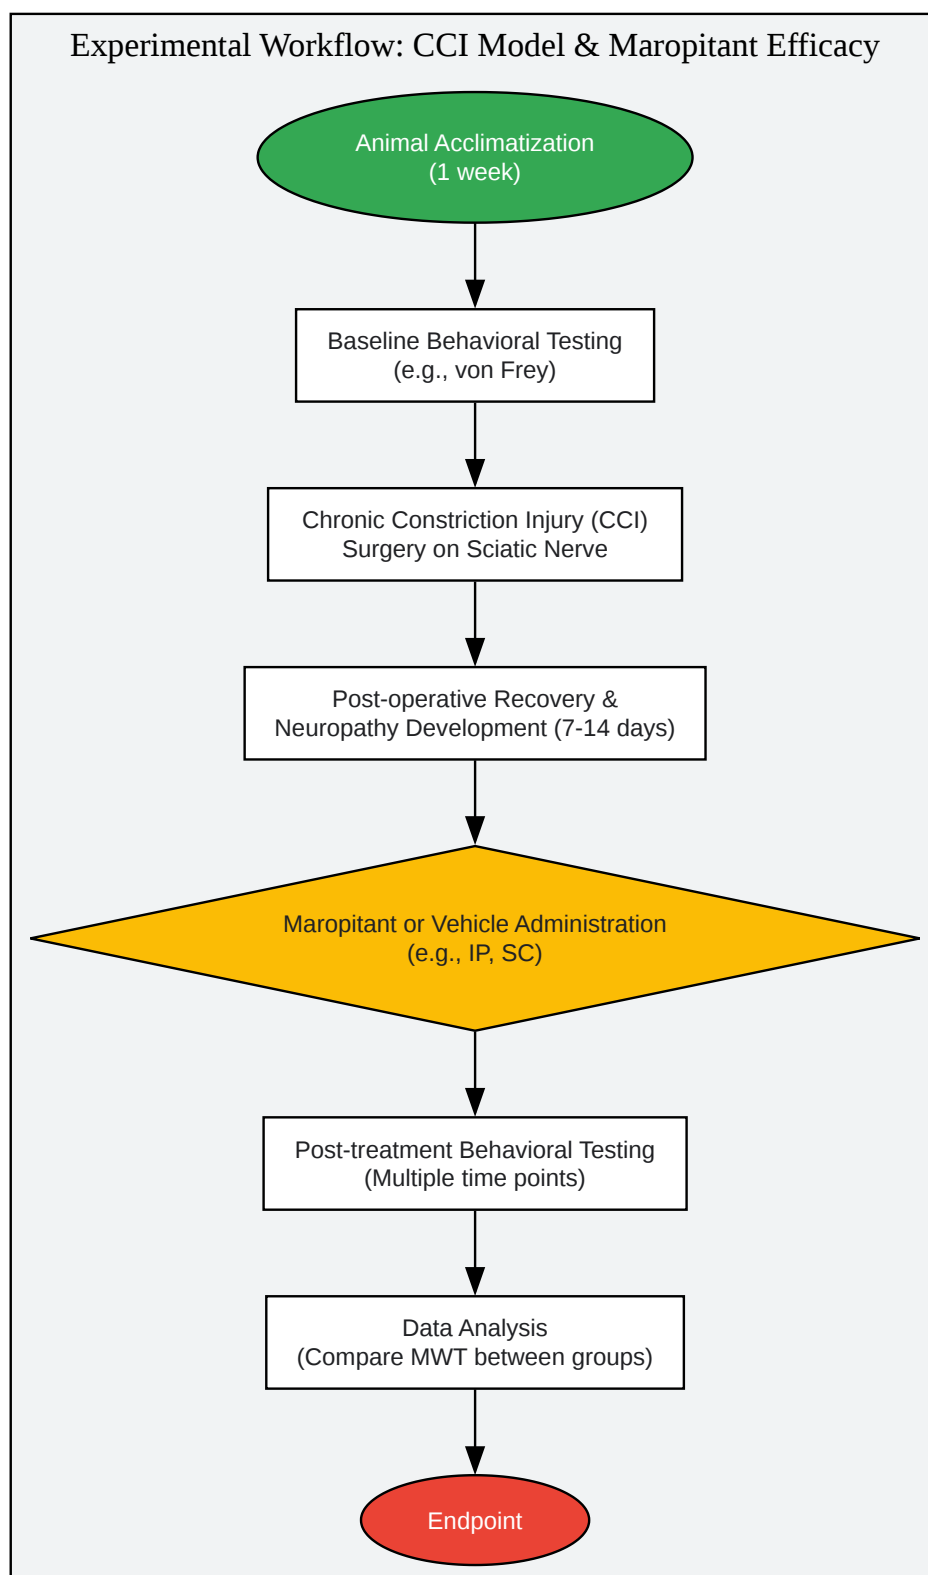 Experimental Workflow: CCI Model & Maropitant Efficacy
Animal Acclimatization
(1 week)
Baseline Behavioral Testing
(e.g., von Frey)
Chronic Constriction Injury (CCI)
Surgery on Sciatic Nerve
Post-operative Recovery &
Neuropathy Development (7-14 days)
Maropitant or Vehicle Administration
(e.g., IP, SC)
Post-treatment Behavioral Testing
(Multiple time points)
Data Analysis
(Compare MWT between groups)
Endpoint